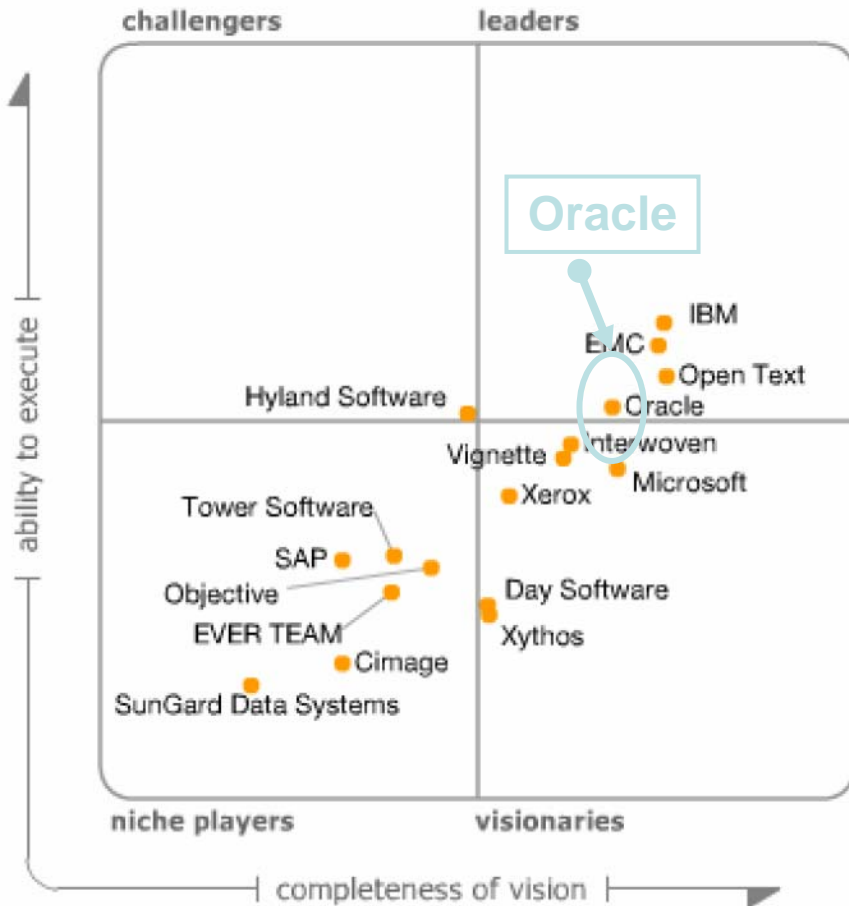 challengers
leaders
Oracle
IBM
EMC
Open Text
Hyland Software
Oracle
Interwoven
Vignette
Microsoft
Xerox
Tower Software
SAP
Objective
Day Software
EVER TEAM
Xythos
Cimage
SunGard Data Systems
niche players
visionaries
ability to execute
completeness of vision